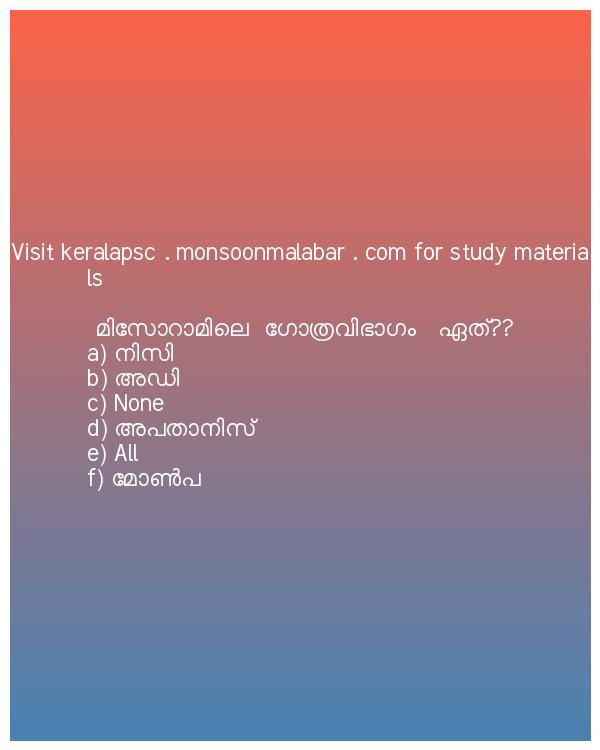 Visit keralapsc . monsoonmalabar . com for study materia
ls
മിസോറാമിലെ ഗോത്രവിഭാഗം ഏത്??
a) നിസി
b) അഡി
c) None
d) അപതാനിസ്
e) All
f) മോൺപ